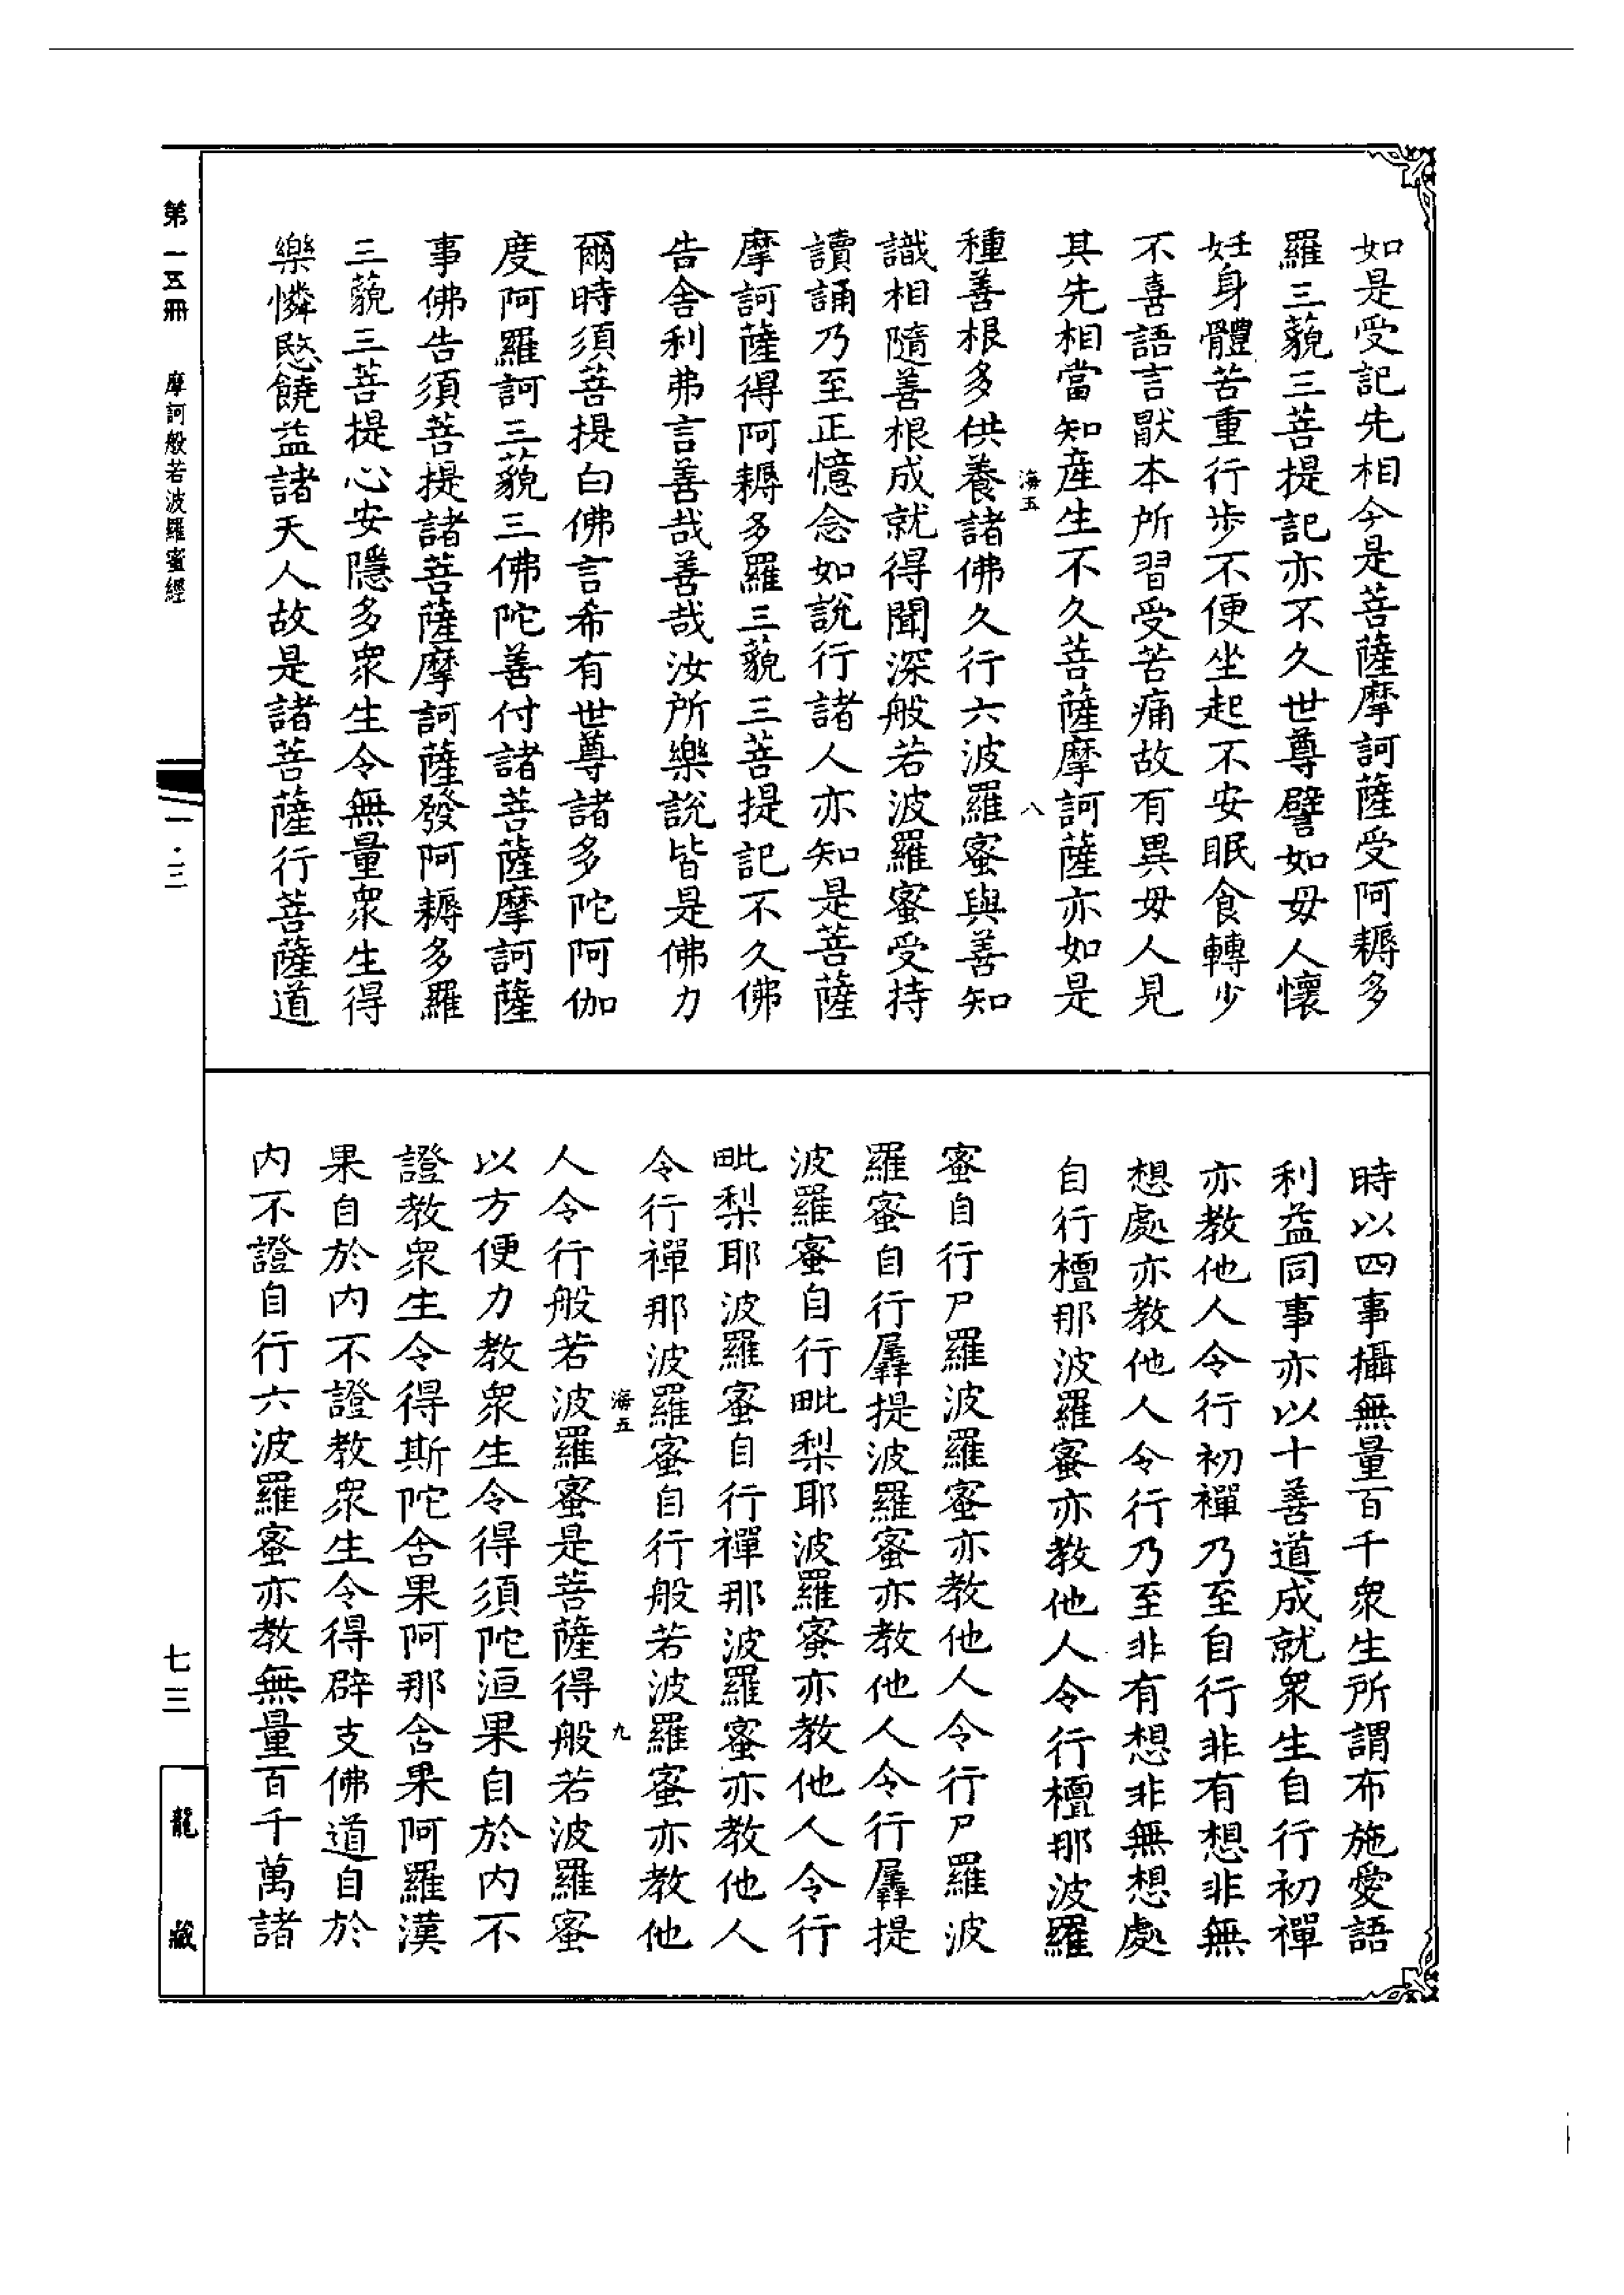 如是受記先相今是菩薩摩訶薩受阿耨多
羅三藐三菩提記亦不久世尊譬如毋人懷
妊身體苦重行步不便坐起不安眠食轉少
不喜語言猒本所習受苦痛故有異毋人見
其先相當知産生不久菩薩摩訶薩亦如是
海五
八
種善根多供養諸佛久行六波羅蜜與善知
識相隨善根成就得聞深般若波羅蜜受持
讀誦乃至正憶念如說行諸人亦知是菩薩
摩訶薩得阿耨多羅三藐三菩提記不久佛
告舍利弗言善哉善哉汝所樂說皆是佛力
爾時須菩提白佛言希有世尊諸多陀阿伽
度阿羅訶三藐三佛陀善付諸菩薩摩訶薩
事佛告須菩提諸菩薩摩訶薩發阿耨多羅
三藐三菩提心安隱多衆生令無量衆生得
樂憐愍饒益諸天人故是諸菩薩行菩薩道
時以四事攝無量百千衆生所謂布施愛語
利益同事亦以十善道成就衆生自行初禪
亦教他人令行初禪乃至自行非有想非無
想處亦教他人令行乃至非有想非無想處
自行檀那波羅蜜亦教他人令行檀那波羅
蜜自行尸羅波羅蜜亦教他人令行尸羅波
羅蜜自行羼提波羅蜜亦教他人令行羼提
波羅蜜自行毗梨耶波羅蜜亦教他人令行
毗梨耶波羅蜜自行禪那波羅蜜亦教他人
令行禪那波羅蜜自行般若波羅蜜亦教他
海五
九
人令行般若波羅蜜是菩薩得般若波羅蜜
以方便力教衆生令得須陀洹果自於內不
證教衆生令得斯陀含果阿那含果阿羅漢
果自於內不證教衆生令得辟支佛道自於
內不證自行六波羅蜜亦教無量百千萬諸
第一五冊
摩訶般若波羅蜜經
一·三
七三
龍藏